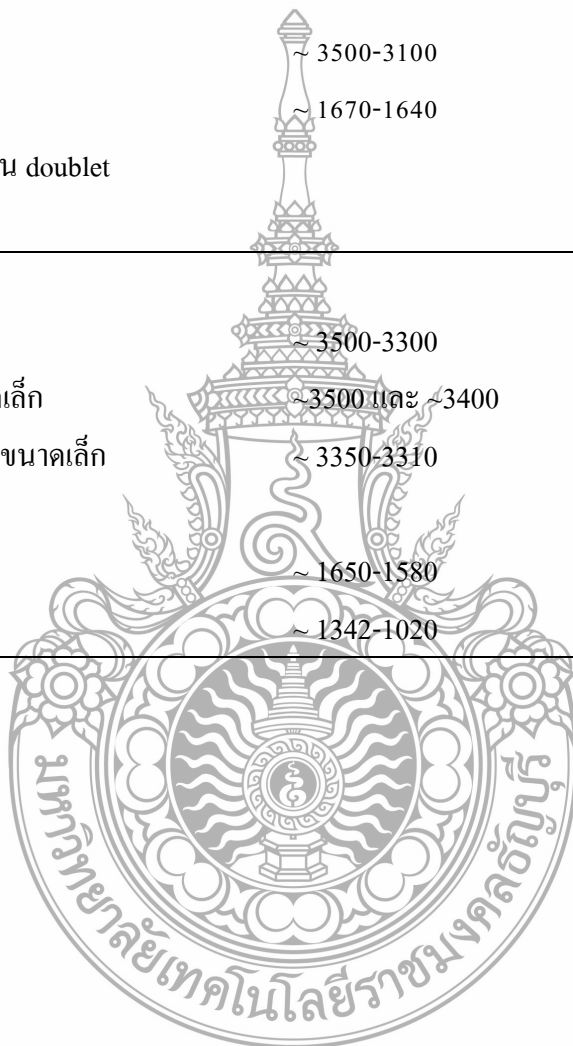 ~ 3500-3100
~ 1670-1640
น doublet
~ 3500-3300
เล็ก ~3500 และ ~3400
ขนาดเล็ก ~ 3350-3310
~ 1650-1580
~ 1342-1020
มหาวิทยาลัยเทคโนโลยีราชมงคลธัญบุรี